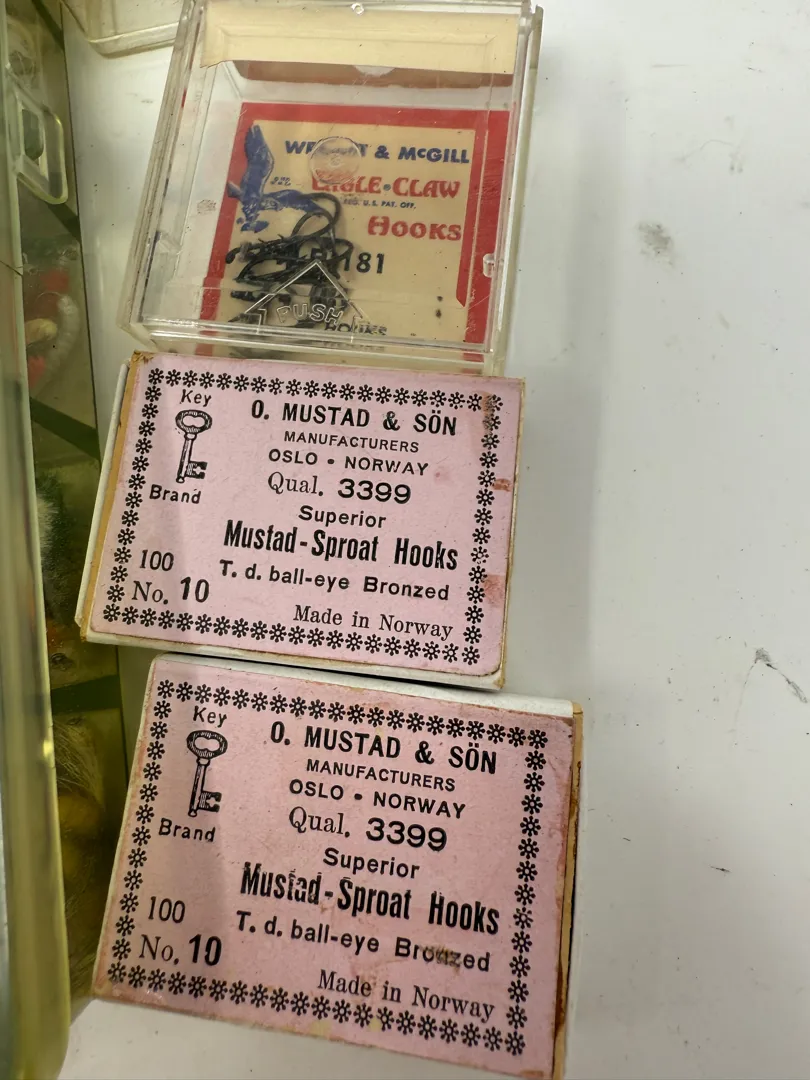 & McGILL
EAGLE·CLAW
REG. U.S. PAT. OFF.
HOOKS
181
PUSH
Key
Brand
O. MUSTAD & SÖN
MANUFACTURERS
OSLO • NORWAY
Qual. 3399
Superior
Mustad-Sproat Hooks
T. d. ball-eye Bronzed
100
No. 10
Made in Norway
Key
Brand
O. MUSTAD & SÖN
MANUFACTURERS
OSLO • NORWAY
Qual. 3399
Superior
Mustad-Sproat Hooks
T. d. ball-eye Bronzed
100
No. 10
Made in Norway